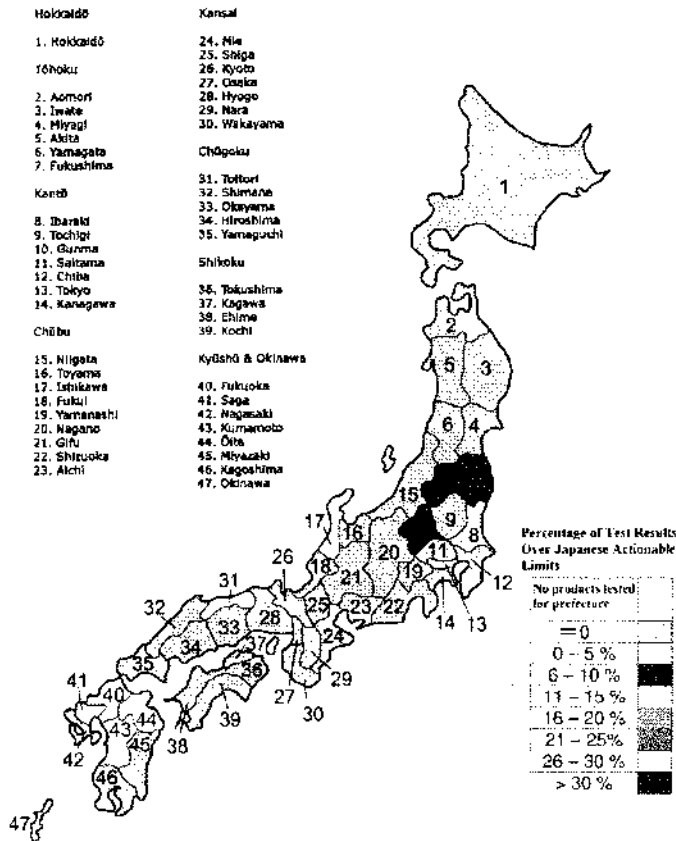 Hokkaidō
1. Hokkaidō
Tōhoku
2. Aomori
3. Iwate
4. Miyagi
5. Akita
6. Yamagata
7. Fukushima
Kantō
8. Ibaraki
9. Tochigi
10. Gunma
11. Saitama
12. Chiba
13. Tokyo
14. Kanagawa
Chūbu
15. Niigata
16. Toyama
17. Ishikawa
18. Fukui
19. Yamanashi
20. Nagano
21. Gifu
22. Shizuoka
23. Aichi
Kansai
24. Mie
25. Shiga
26. Kyoto
27. Osaka
28. Hyogo
29. Nara
30. Wakayama
Chūgoku
31. Tottori
32. Shimane
33. Okayama
34. Hiroshima
35. Yamaguchi
Shikoku
36. Tokushima
37. Kagawa
38. Ehime
39. Kochi
Kyūshū & Okinawa
40. Fukuoka
41. Saga
42. Nagasaki
43. Kumamoto
44. Ōita
45. Miyazaki
46. Kagoshima
47. Okinawa
1
2
5
3
6
4
15
9
8
17
16
20
11
18
21
19
12
26
31
25
23
22
14
13
32
28
24
33
34
37
35
36
29
41
40
27
30
44
39
43
38
42
45
46
47
Percentage of Test Results
Over Japanese Actionable
Limits
No products tested
for prefecture
=0
0 – 5 %
6 – 10 %
11 – 15 %
16 – 20 %
21 – 25%
26 – 30 %
> 30 %